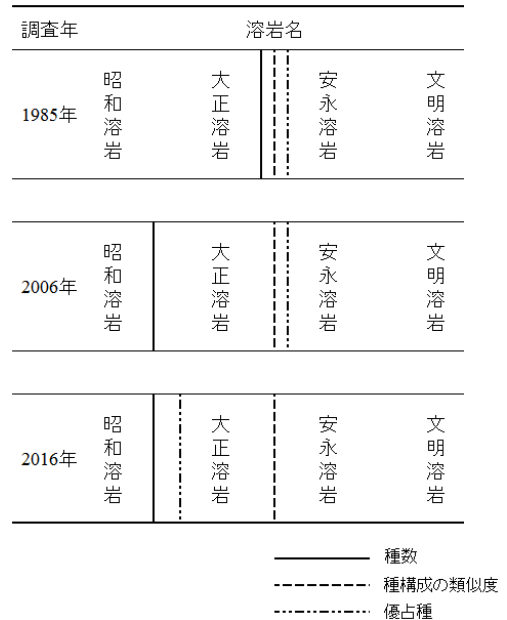 調査年 溶岩名
1985年 昭和溶岩 大正溶岩 安永溶岩 文明溶岩
2006年 昭和溶岩 大正溶岩 安永溶岩 文明溶岩
2016年 昭和溶岩 大正溶岩 安永溶岩 文明溶岩
種数
種構成の類似度
優占種